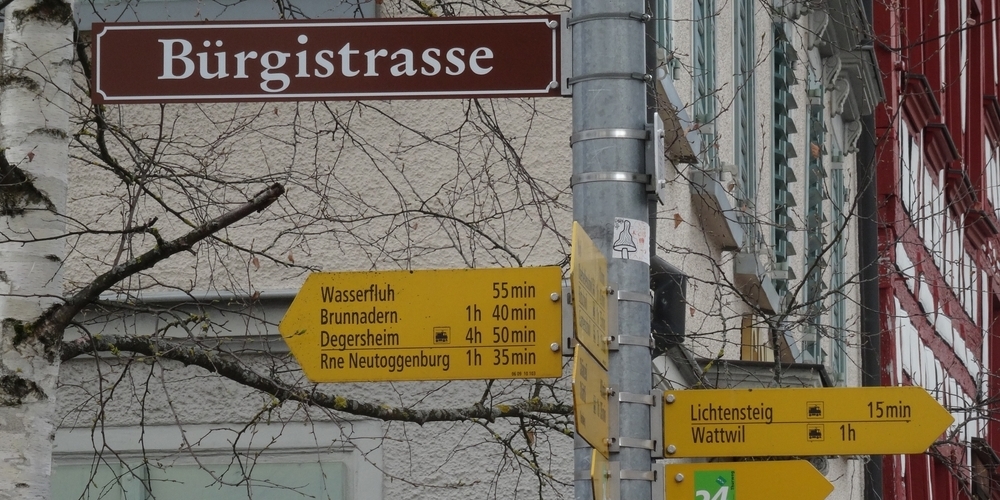 Bürgistrasse
Wasserfluh 55min
Brunnadern 1h 40min
Degersheim 4h 50min
Rne Neutoggenburg 1h 35min
Lichtensteig 15min
Wattwil 1h
24